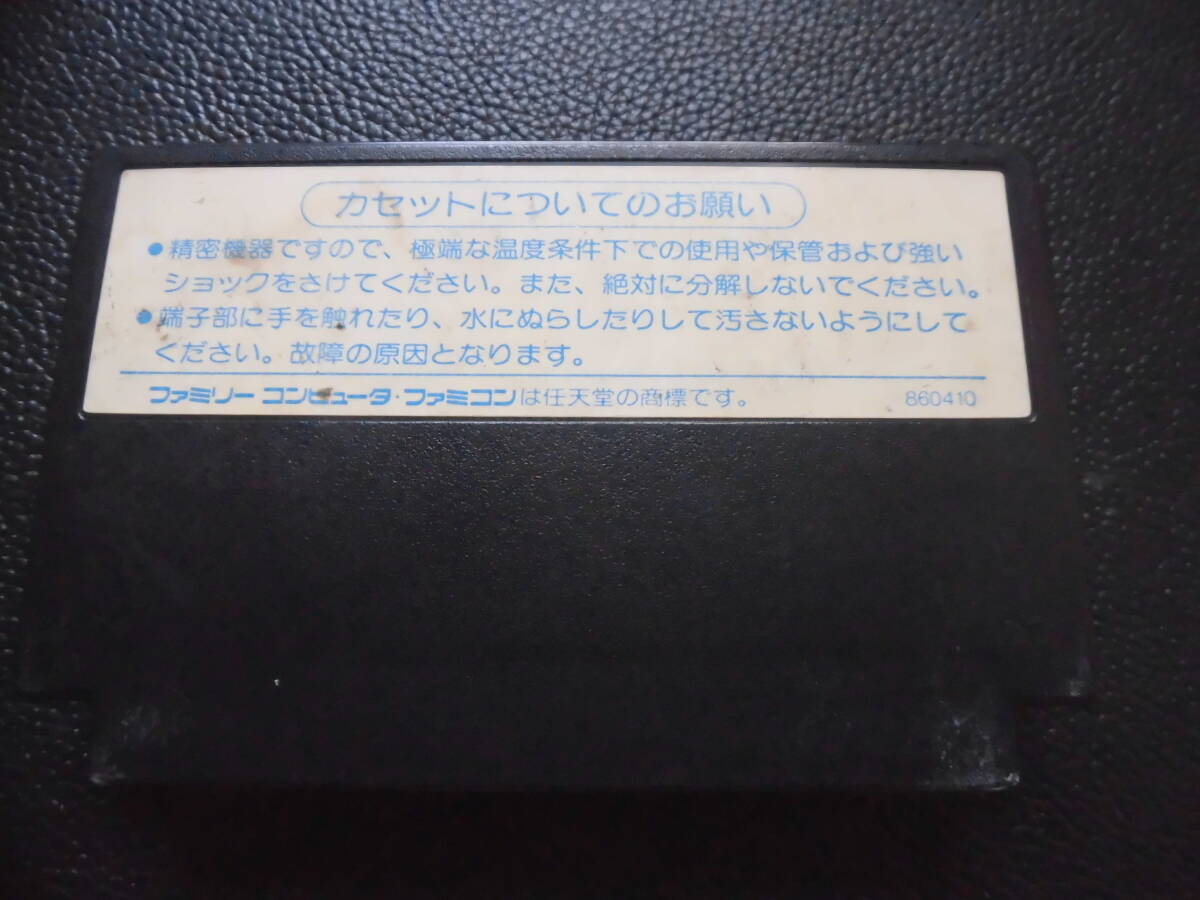 カセットについてのお願い
●精密機器ですので、極端な温度条件下での使用や保管および強い
ショックをさけてください。また、絶対に分解しないでください。
●端子部に手を触れたり、水にぬらしたりして汚さないようにして
ください。故障の原因となります。
ファミリー コンピュータ・ファミコンは任天堂の商標です。 860410